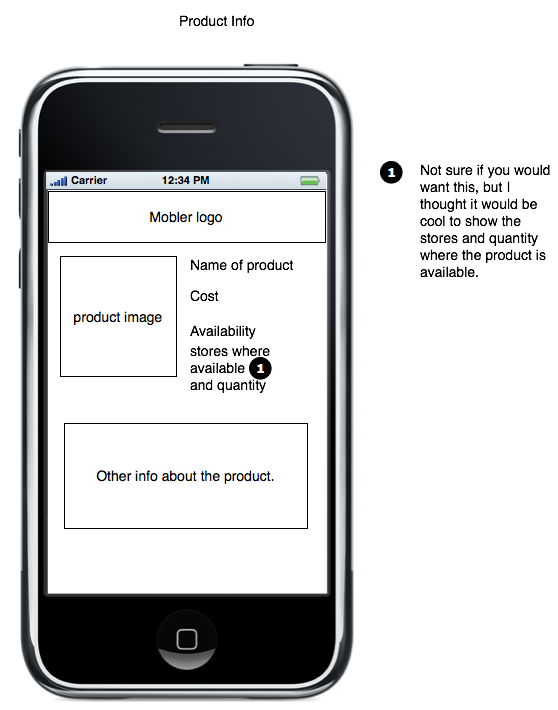 Product Info
Carrier 12:34 PM
Mobler logo
product image
Name of product
Cost
Availability
stores where
available 1
and quantity
Other info about the product.
1 Not sure if you would
want this, but I
thought it would be
cool to show the
stores and quantity
where the product is
available.